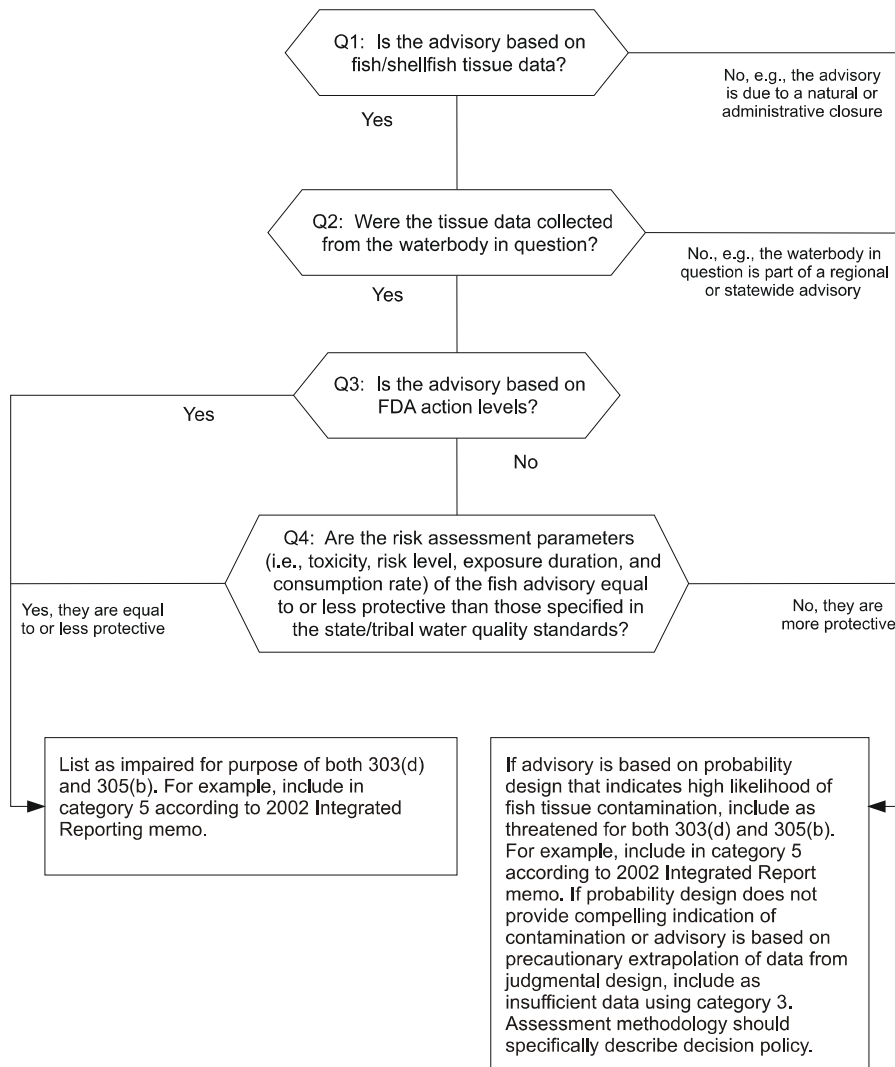 Q1: Is the advisory based on
fish/shellfish tissue data?
No, e.g., the advisory
is due to a natural or
administrative closure
Yes
Q2: Were the tissue data collected
from the waterbody in question?
No., e.g., the waterbody in
question is part of a regional
or statewide advisory
Yes
Q3: Is the advisory based on
FDA action levels?
Yes
No
Q4: Are the risk assessment parameters
(i.e., toxicity, risk level, exposure duration, and
consumption rate) of the fish advisory equal
to or less protective than those specified in
the state/tribal water quality standards?
Yes, they are equal
to or less protective
No, they are
more protective
List as impaired for purpose of both 303(d)
and 305(b). For example, include in
category 5 according to 2002 Integrated
Reporting memo.
If advisory is based on probability
design that indicates high likelihood of
fish tissue contamination, include as
threatened for both 303(d) and 305(b).
For example, include in category 5
according to 2002 Integrated Report
memo. If probability design does not
provide compelling indication of
contamination or advisory is based on
precautionary extrapolation of data from
judgmental design, include as
insufficient data using category 3.
Assessment methodology should
specifically describe decision policy.